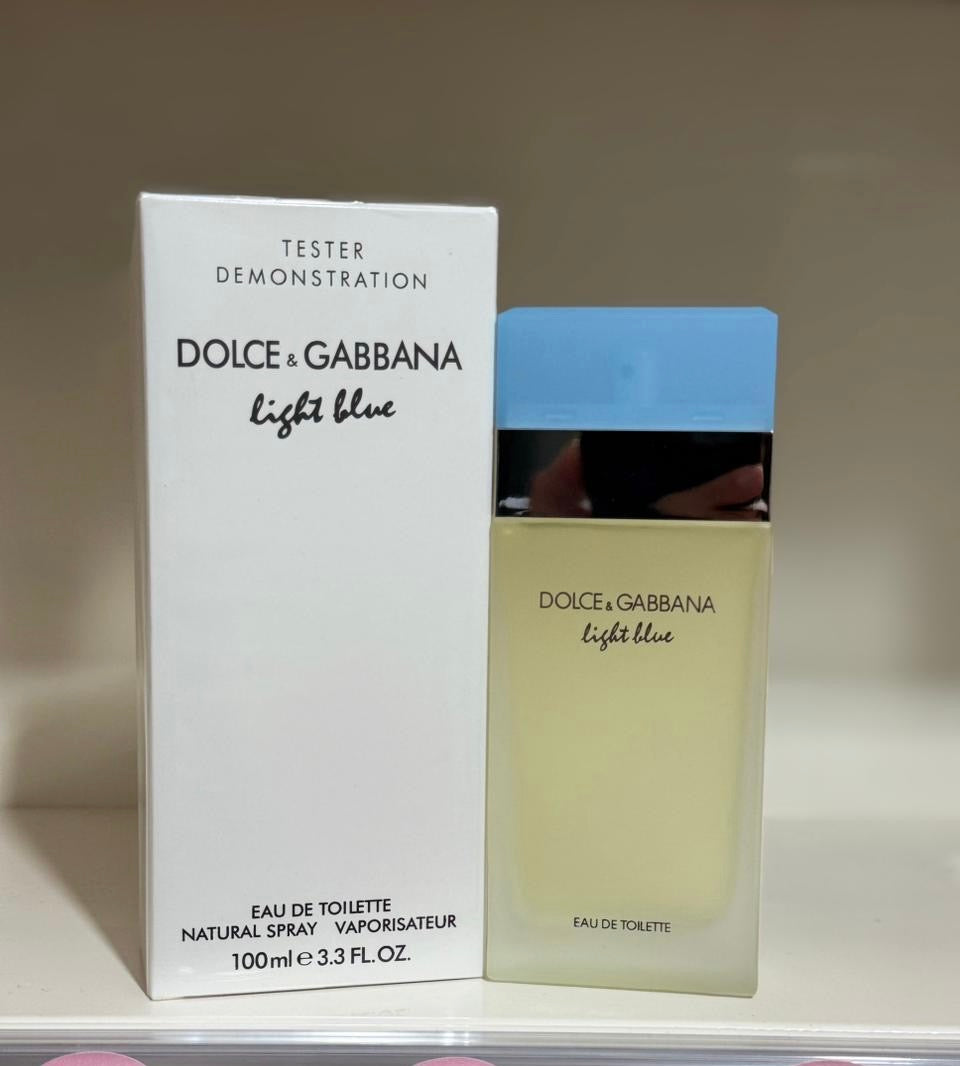 TESTER
DEMONSTRATION
DOLCE & GABBANA
light blue
EAU DE TOILETTE
NATURAL SPRAY VAPORISATEUR
100ml e 3.3 FL.OZ.
DOLCE & GABBANA
light blue
EAU DE TOILETTE